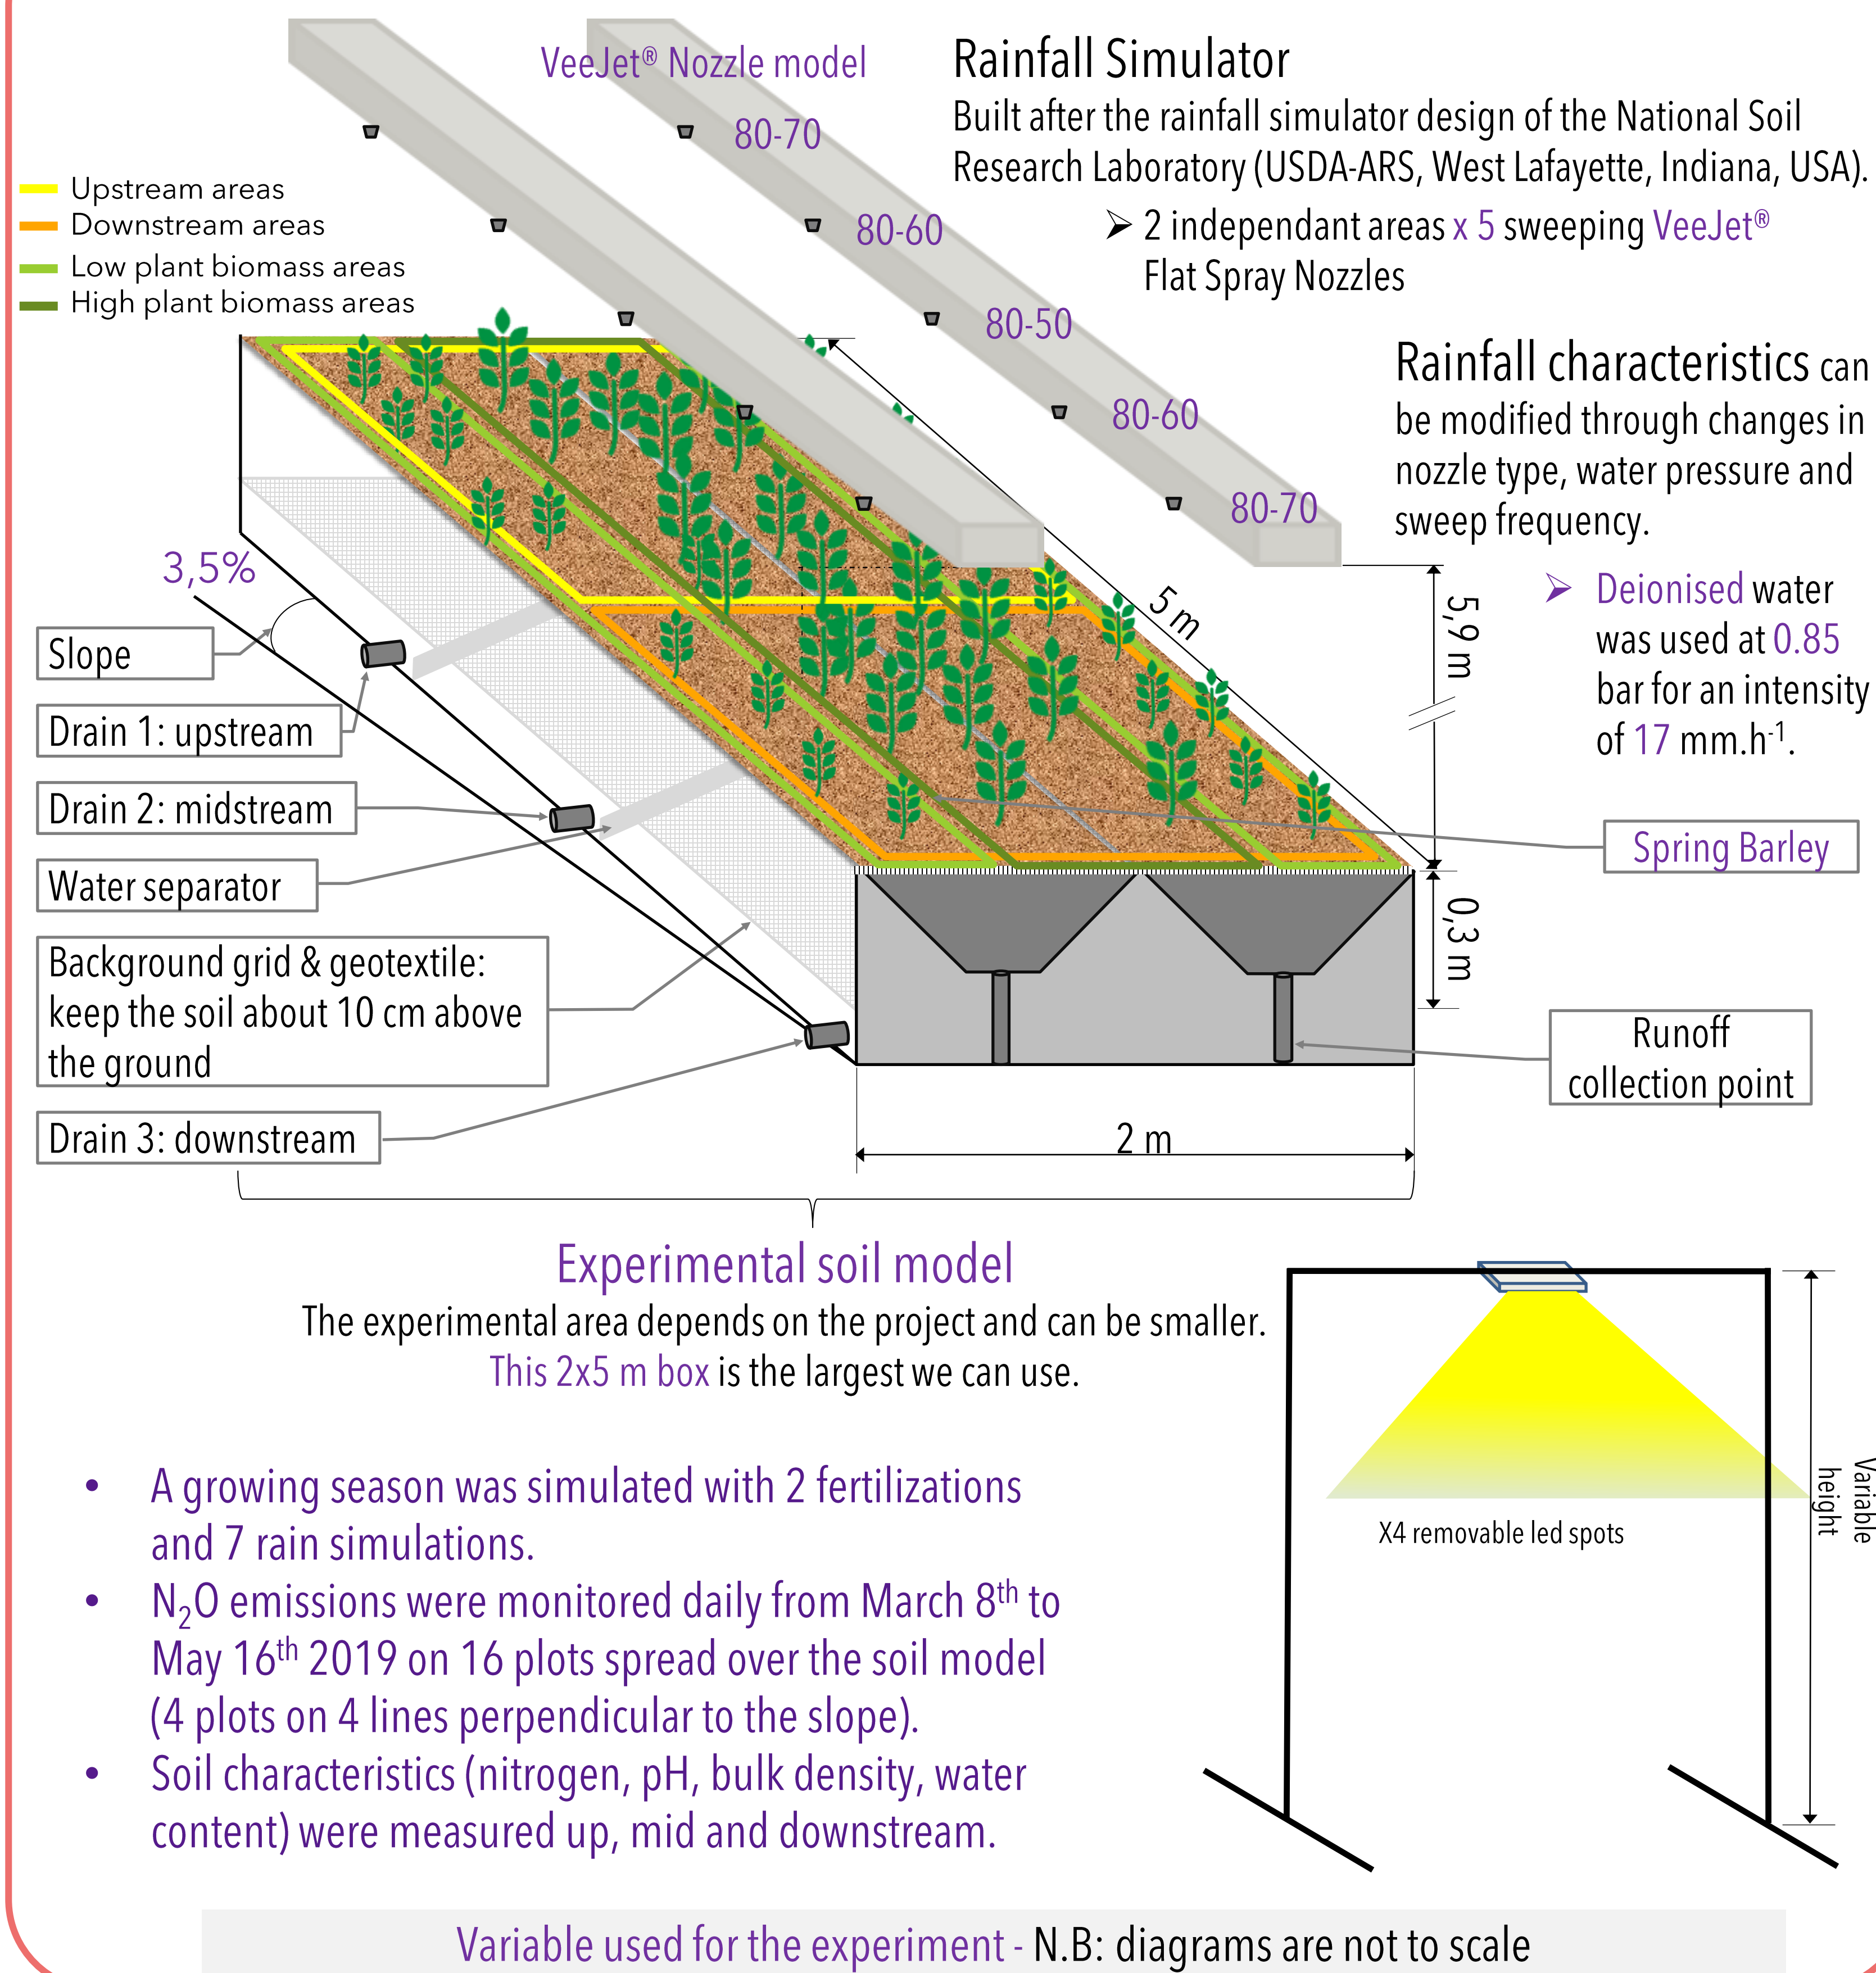 VeeJet® Nozzle model
80-70
80-60
80-50
80-60
80-70
Rainfall Simulator
Built after the rainfall simulator design of the National Soil
Research Laboratory (USDA-ARS, West Lafayette, Indiana, USA).
➢ 2 independant areas x 5 sweeping VeeJet®
Flat Spray Nozzles
Upstream areas
Downstream areas
Low plant biomass areas
High plant biomass areas
Rainfall characteristics can
be modified through changes in
nozzle type, water pressure and
sweep frequency.
➢ Deionised water
was used at 0.85
bar for an intensity
of 17 mm.h⁻¹.
3,5%
5 m
5,9 m
Slope
Drain 1: upstream
Drain 2: midstream
Water separator
Background grid & geotextile:
keep the soil about 10 cm above
the ground
Drain 3: downstream
Spring Barley
0,3 m
Runoff
collection point
2 m
Experimental soil model
The experimental area depends on the project and can be smaller.
This 2x5 m box is the largest we can use.
X4 removable led spots
Variable
height
• A growing season was simulated with 2 fertilizations
and 7 rain simulations.
• N₂O emissions were monitored daily from March 8th to
May 16th 2019 on 16 plots spread over the soil model
(4 plots on 4 lines perpendicular to the slope).
• Soil characteristics (nitrogen, pH, bulk density, water
content) were measured up, mid and downstream.
Variable used for the experiment - N.B: diagrams are not to scale